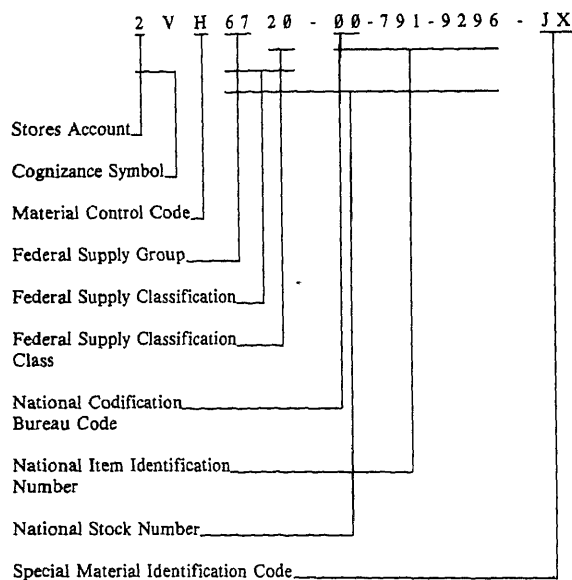 2 V H 67 20 - ØØ-791-9296 - JX
Stores Account
Cognizance Symbol
Material Control Code
Federal Supply Group
Federal Supply Classification
Federal Supply Classification
Class
National Codification
Bureau Code
National Item Identification
Number
National Stock Number
Special Material Identification Code